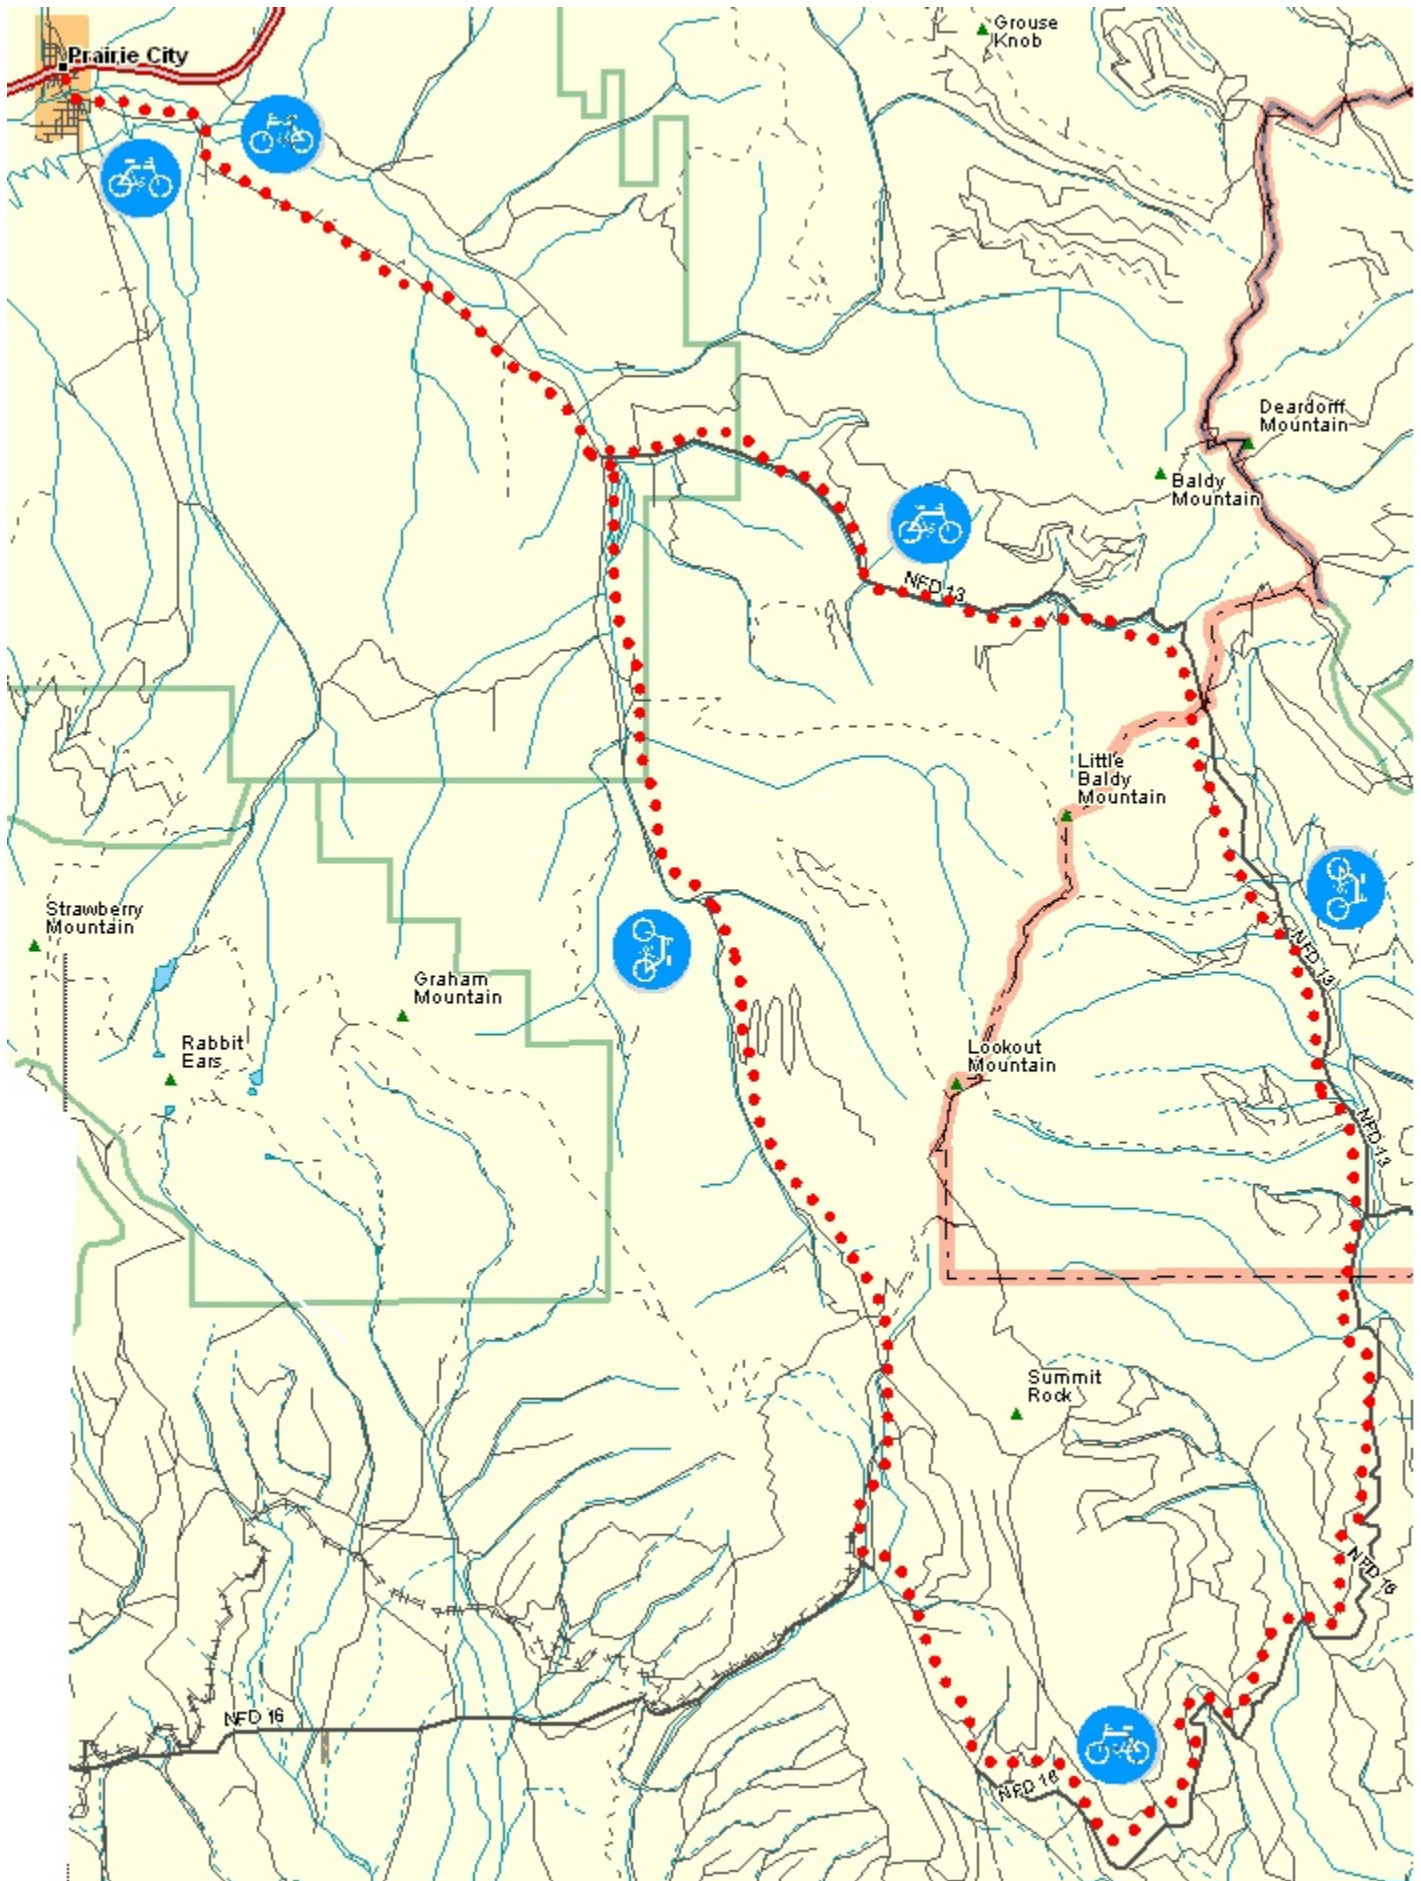 Grouse
Knob
Prairie City
Deardorff
Mountain
Baldy
Mountain
NFD 13
Little
Baldy
Mountain
Strawberry
Mountain
NFD 13
Graham
Mountain
Rabbit
Ears
Lookout
Mountain
NFD 13
Summit
Rock
NFD 16
NFD 16
NFD 16